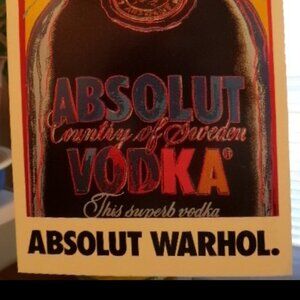 ABSOLUT
Country of Sweden
VODKA®
This superb vodka
ABSOLUT WARHOL.